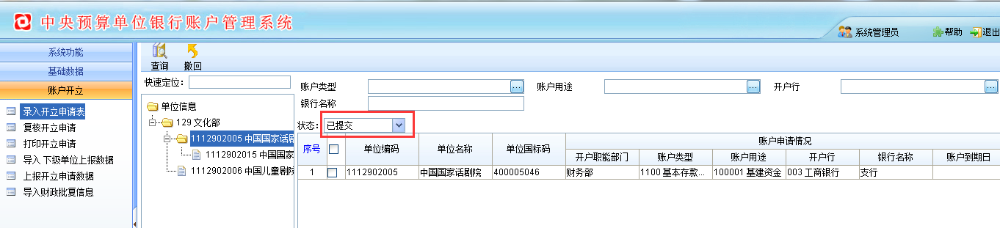 中央预算单位银行账户管理系统
系统管理员 帮助 退出
系统功能
基础数据
账户开立
录入开立申请表
复核开立申请
打印开立申请
导入下级单位上报数据
上报开立申请数据
导入财政批复信息
查询 撤回
快速定位:
单位信息
129 文化部
1112902005 中国国家话剧
1112902015 中国国家
1112902006 中国儿童剧院
账户类型 账户用途 开户行
银行名称
状态: 已提交
序号 单位编码 单位名称 单位国标码 账户申请情况
开户职能部门 账户类型 账户用途 开户行 银行名称 账户到期日
1 1112902005 中国国家话剧院 400005046 财务部 1100 基本存款... 100001 基建资金 003 工商银行 支行